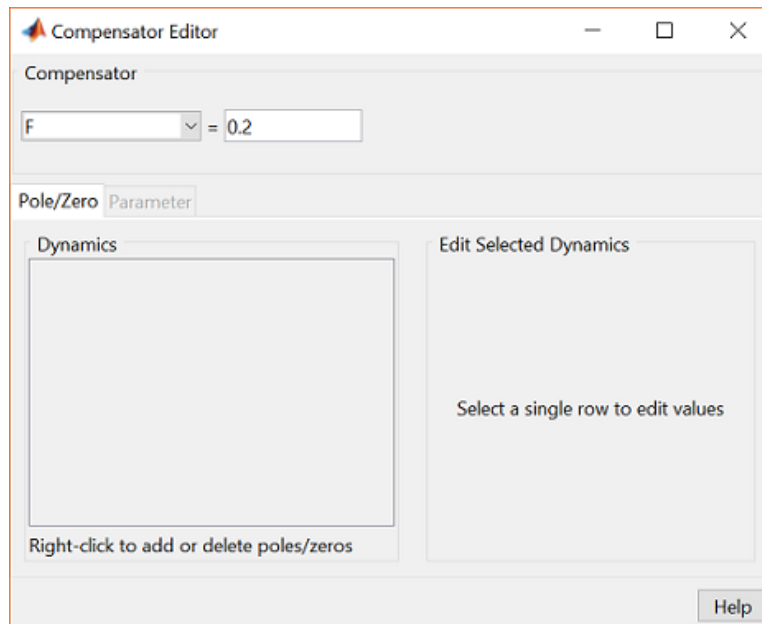 Compensator Editor
Compensator
F = 0.2
Pole/Zero Parameter
Dynamics
Edit Selected Dynamics
Select a single row to edit values
Right-click to add or delete poles/zeros
Help